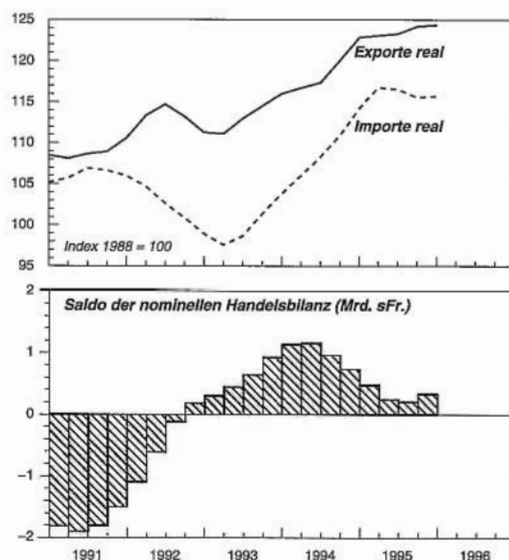 125
120
Exporte real
115
Importe real
110
105
100
Index 1988 = 100
95
2
Saldo der nominellen Handelsbilanz (Mrd. sFr.)
1
0
−1
−2
1991 1992 1993 1994 1995 1996